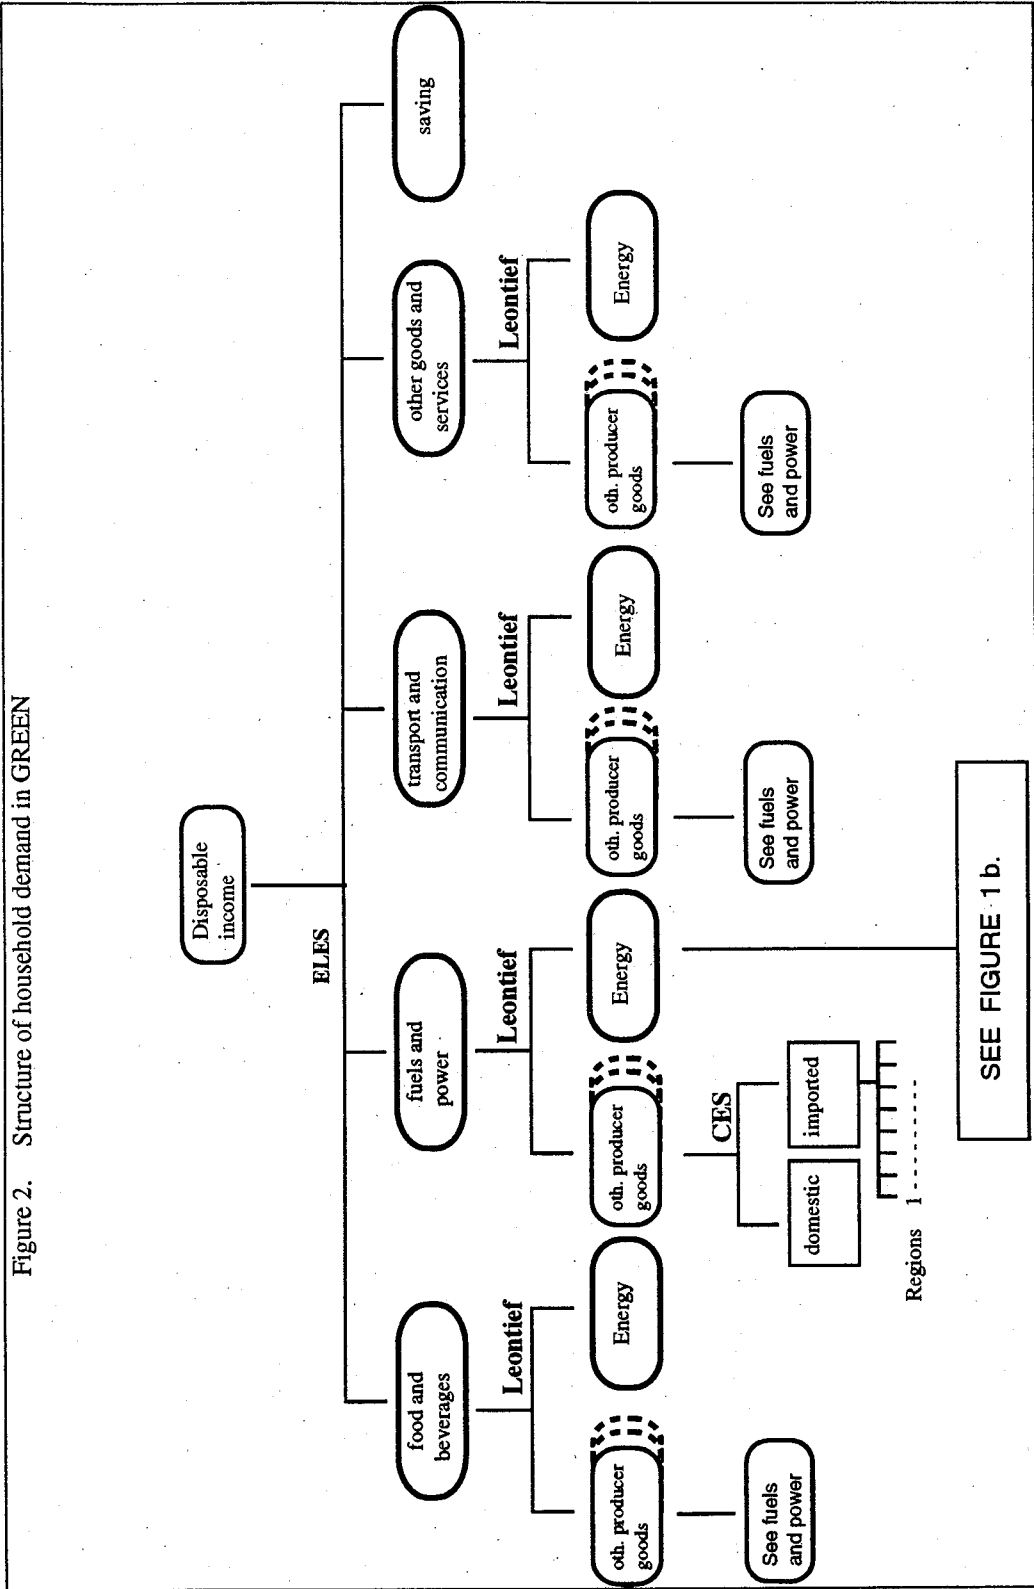 Figure 2. Structure of household demand in GREEN
Disposable
income
ELES
food and
beverages
fuels and
power
transport and
communication
other goods and
services
saving
Leontief
Leontief
Leontief
Leontief
oth. producer
goods
Energy
oth. producer
goods
Energy
oth. producer
goods
Energy
oth. producer
goods
Energy
See fuels
and power
CES
domestic
imported
Regions 1 - - - - - - - -
See fuels
and power
See fuels
and power
SEE FIGURE 1b.